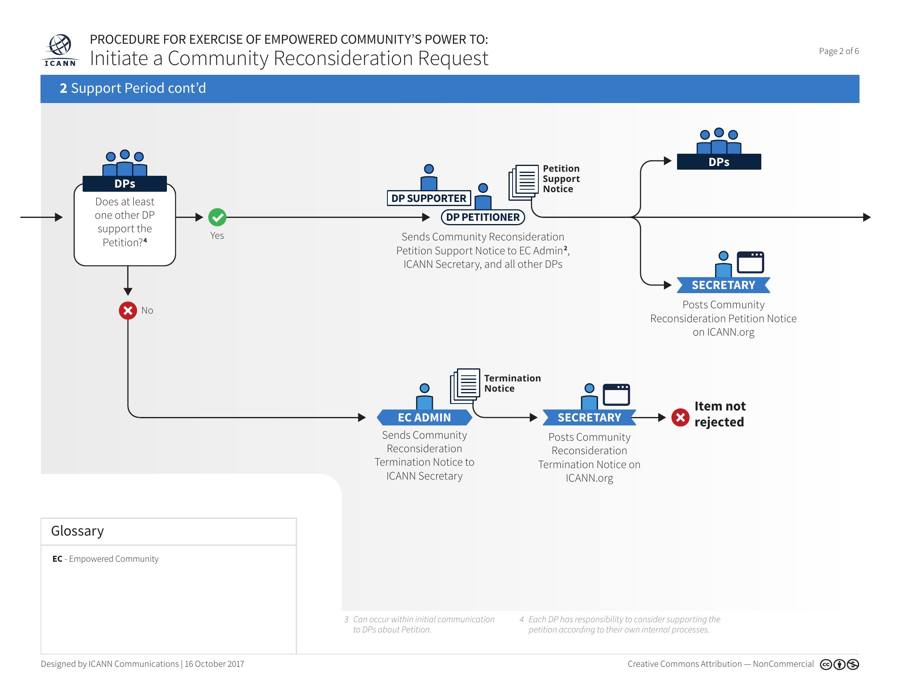 ICANN
PROCEDURE FOR EXERCISE OF EMPOWERED COMMUNITY'S POWER TO:
Initiate a Community Reconsideration Request
Page 2 of 6
2 Support Period cont'd
DPs
Does at least
one other DP
support the
Petition?⁴
Yes
No
DP SUPPORTER
DP PETITIONER
Petition
Support
Notice
Sends Community Reconsideration
Petition Support Notice to EC Admin²,
ICANN Secretary, and all other DPs
DPs
SECRETARY
Posts Community
Reconsideration Petition Notice
on ICANN.org
EC ADMIN
Termination
Notice
Sends Community
Reconsideration
Termination Notice to
ICANN Secretary
SECRETARY
Posts Community
Reconsideration
Termination Notice on
ICANN.org
Item not
rejected
Glossary
EC - Empowered Community
3 Can occur within initial communication
to DPs about Petition.
4 Each DP has responsibility to consider supporting the
petition according to their own internal processes.
Designed by ICANN Communications | 16 October 2017
Creative Commons Attribution — NonCommercial